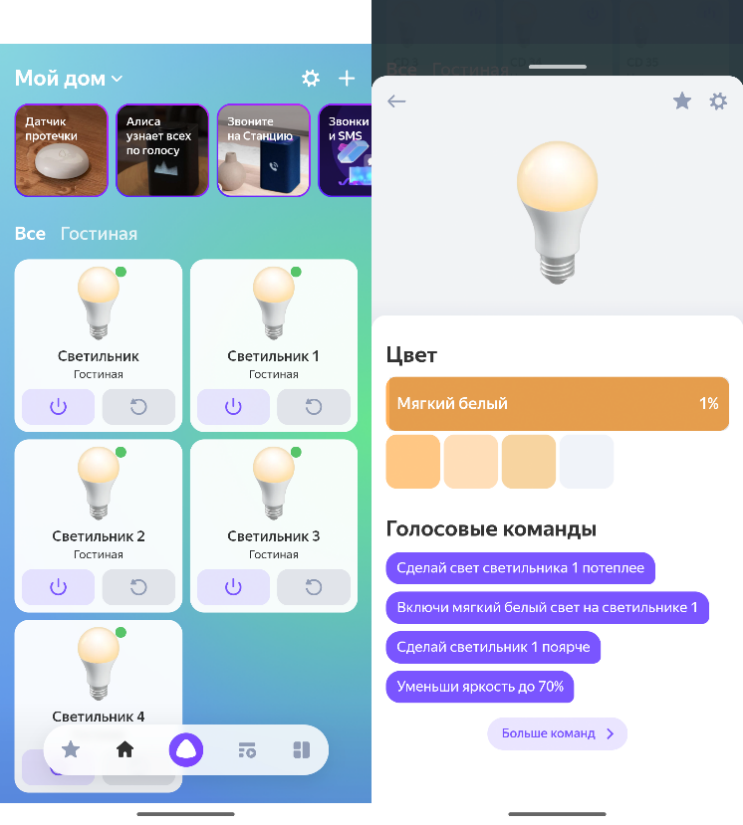 Мой дом
Датчик
протечки
Алиса
узнает всех
по голосу
Звоните
на Станцию
Звонки
и SMS
Все Гостиная
Светильник
Гостиная
Светильник 1
Гостиная
Светильник 2
Гостиная
Светильник 3
Гостиная
Светильник 4
Все Гостиная
Цвет
Мягкий белый 1%
Голосовые команды
Сделай свет светильника 1 потеплее
Включи мягкий белый свет на светильнике 1
Сделай светильник 1 поярче
Уменьши яркость до 70%
Больше команд